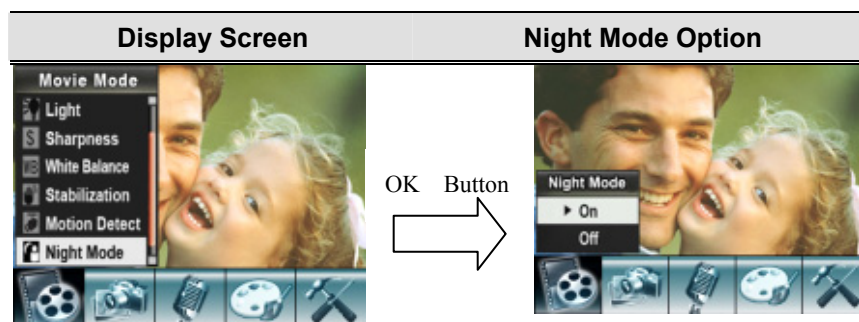 Display Screen Night Mode Option
Movie Mode
Light
S Sharpness
WB White Balance
Stabilization
Motion Detect
Night Mode
OK Button
Night Mode
On
Off